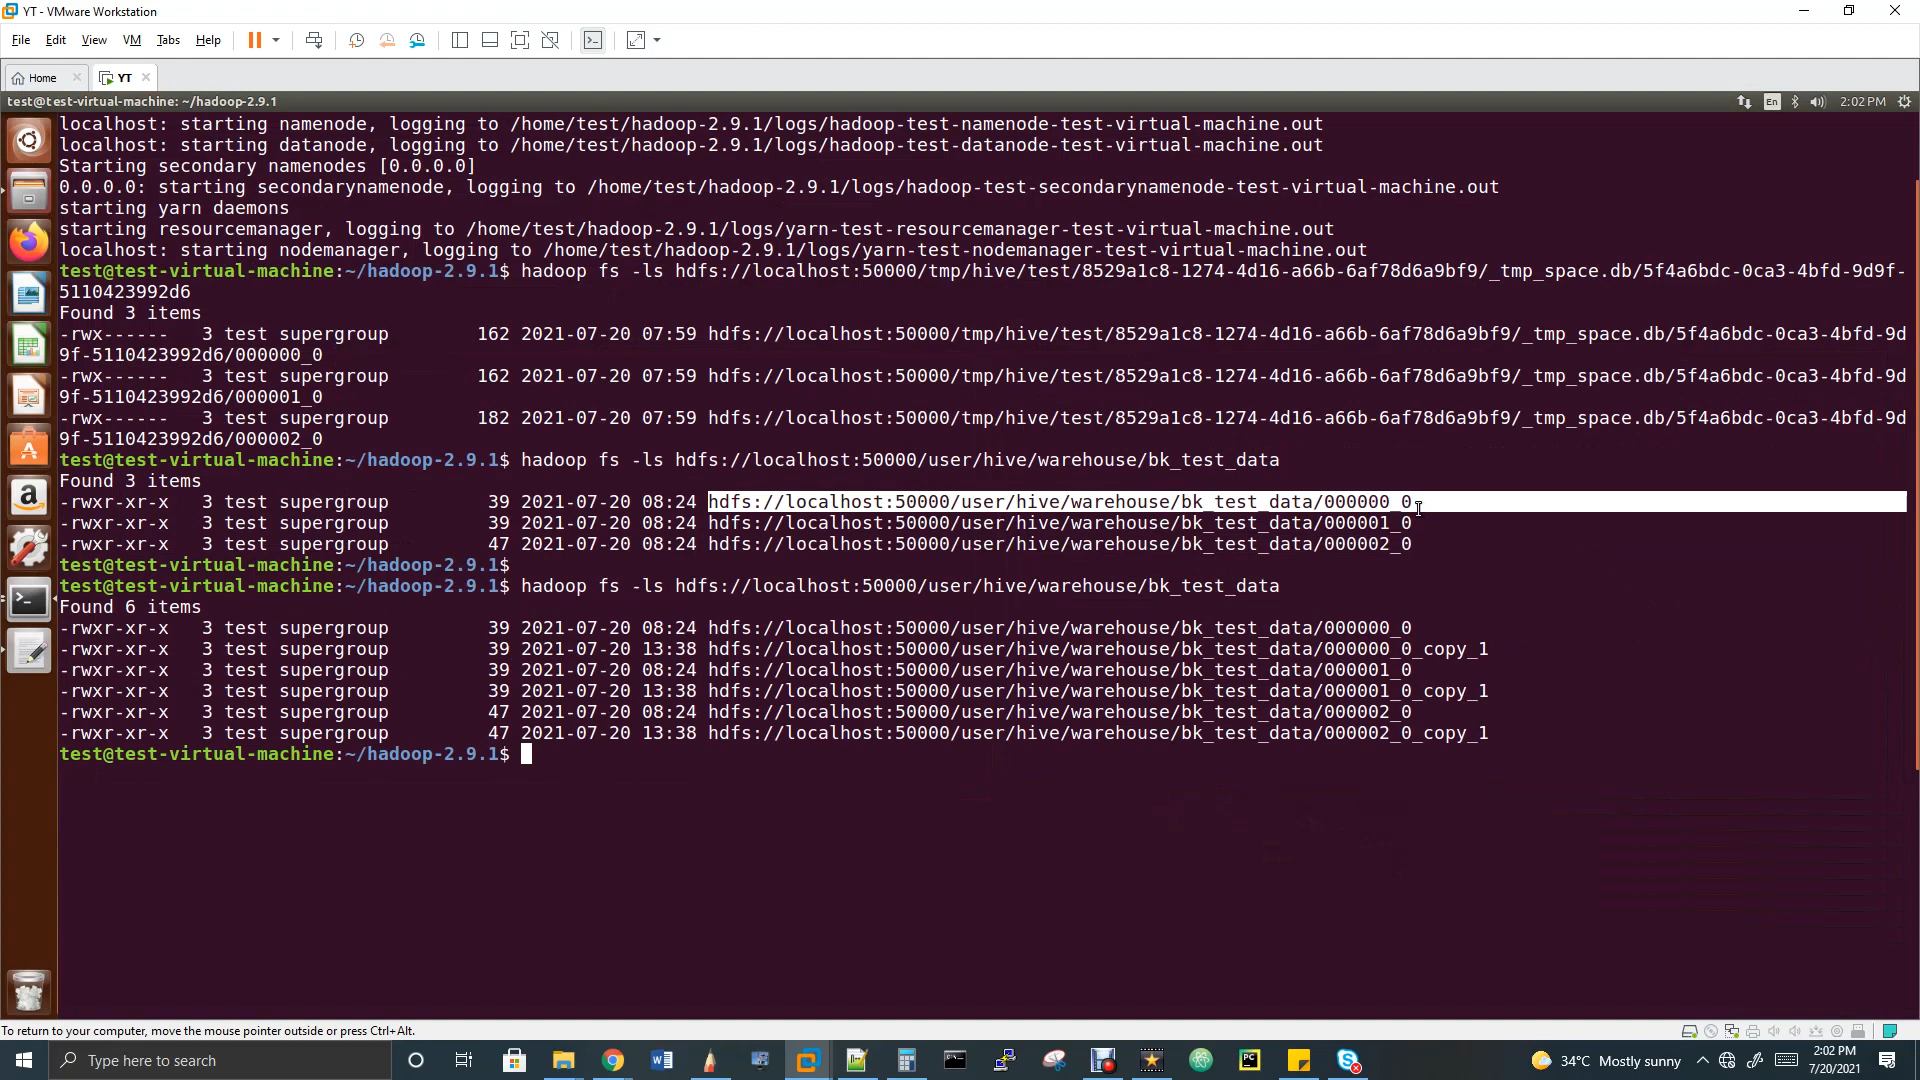 YT - VMware Workstation
File Edit View VM Tabs Help
Home YT
test@test-virtual-machine: ~/hadoop-2.9.1 En 2:02 PM
localhost: starting namenode, logging to /home/test/hadoop-2.9.1/logs/hadoop-test-namenode-test-virtual-machine.out
localhost: starting datanode, logging to /home/test/hadoop-2.9.1/logs/hadoop-test-datanode-test-virtual-machine.out
Starting secondary namenodes [0.0.0.0]
0.0.0.0: starting secondarynamenode, logging to /home/test/hadoop-2.9.1/logs/hadoop-test-secondarynamenode-test-virtual-machine.out
starting yarn daemons
starting resourcemanager, logging to /home/test/hadoop-2.9.1/logs/yarn-test-resourcemanager-test-virtual-machine.out
localhost: starting nodemanager, logging to /home/test/hadoop-2.9.1/logs/yarn-test-nodemanager-test-virtual-machine.out
test@test-virtual-machine:~/hadoop-2.9.1$ hadoop fs -ls hdfs://localhost:50000/tmp/hive/test/8529a1c8-1274-4d16-a66b-6af78d6a9bf9/_tmp_space.db/5f4a6bdc-0ca3-4bfd-9d9f-
5110423992d6
Found 3 items
-rwx------   3 test supergroup        162 2021-07-20 07:59 hdfs://localhost:50000/tmp/hive/test/8529a1c8-1274-4d16-a66b-6af78d6a9bf9/_tmp_space.db/5f4a6bdc-0ca3-4bfd-9d
9f-5110423992d6/000000_0
-rwx------   3 test supergroup        162 2021-07-20 07:59 hdfs://localhost:50000/tmp/hive/test/8529a1c8-1274-4d16-a66b-6af78d6a9bf9/_tmp_space.db/5f4a6bdc-0ca3-4bfd-9d
9f-5110423992d6/000001_0
-rwx------   3 test supergroup        182 2021-07-20 07:59 hdfs://localhost:50000/tmp/hive/test/8529a1c8-1274-4d16-a66b-6af78d6a9bf9/_tmp_space.db/5f4a6bdc-0ca3-4bfd-9d
9f-5110423992d6/000002_0
test@test-virtual-machine:~/hadoop-2.9.1$ hadoop fs -ls hdfs://localhost:50000/user/hive/warehouse/bk_test_data
Found 3 items
-rwxr-xr-x   3 test supergroup         39 2021-07-20 08:24 hdfs://localhost:50000/user/hive/warehouse/bk_test_data/000000_0
-rwxr-xr-x   3 test supergroup         39 2021-07-20 08:24 hdfs://localhost:50000/user/hive/warehouse/bk_test_data/000001_0
-rwxr-xr-x   3 test supergroup         47 2021-07-20 08:24 hdfs://localhost:50000/user/hive/warehouse/bk_test_data/000002_0
test@test-virtual-machine:~/hadoop-2.9.1$
test@test-virtual-machine:~/hadoop-2.9.1$ hadoop fs -ls hdfs://localhost:50000/user/hive/warehouse/bk_test_data
Found 6 items
-rwxr-xr-x   3 test supergroup         39 2021-07-20 08:24 hdfs://localhost:50000/user/hive/warehouse/bk_test_data/000000_0
-rwxr-xr-x   3 test supergroup         39 2021-07-20 13:38 hdfs://localhost:50000/user/hive/warehouse/bk_test_data/000000_0_copy_1
-rwxr-xr-x   3 test supergroup         39 2021-07-20 08:24 hdfs://localhost:50000/user/hive/warehouse/bk_test_data/000001_0
-rwxr-xr-x   3 test supergroup         39 2021-07-20 13:38 hdfs://localhost:50000/user/hive/warehouse/bk_test_data/000001_0_copy_1
-rwxr-xr-x   3 test supergroup         47 2021-07-20 08:24 hdfs://localhost:50000/user/hive/warehouse/bk_test_data/000002_0
-rwxr-xr-x   3 test supergroup         47 2021-07-20 13:38 hdfs://localhost:50000/user/hive/warehouse/bk_test_data/000002_0_copy_1
test@test-virtual-machine:~/hadoop-2.9.1$
To return to your computer, move the mouse pointer outside or press Ctrl+Alt.
Type here to search
34°C Mostly sunny
2:02 PM
7/20/2021